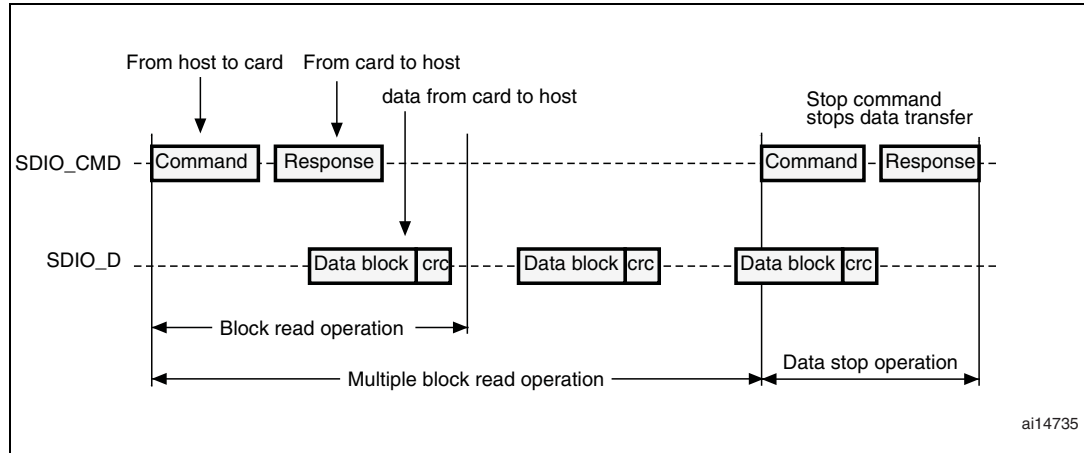 From host to card
From card to host
data from card to host
Stop command
stops data transfer
SDIO_CMD
Command
Response
Command
Response
SDIO_D
Data block
crc
Data block
crc
Data block
crc
Block read operation
Data stop operation
Multiple block read operation
ai14735